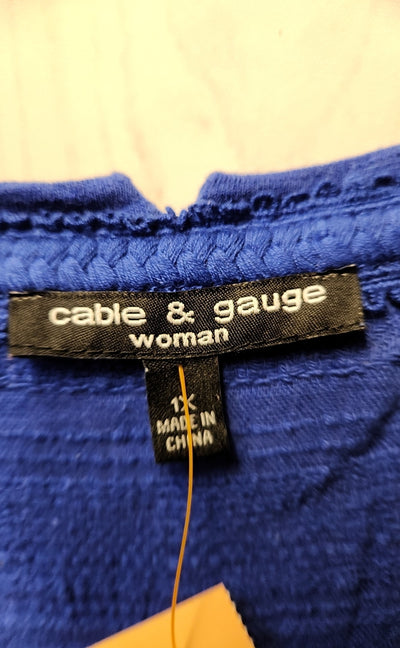 cable & gauge
woman
1X
MADE IN
CHINA